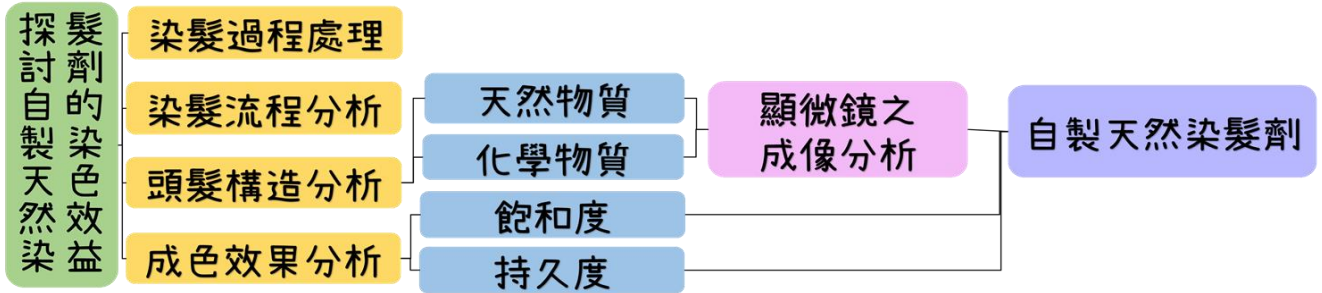 探討自製天然染
髮劑的染色效益
染髮過程處理
染髮流程分析
頭髮構造分析
成色效果分析
天然物質
化學物質
飽和度
持久度
顯微鏡之
成像分析
自製天然染髮劑